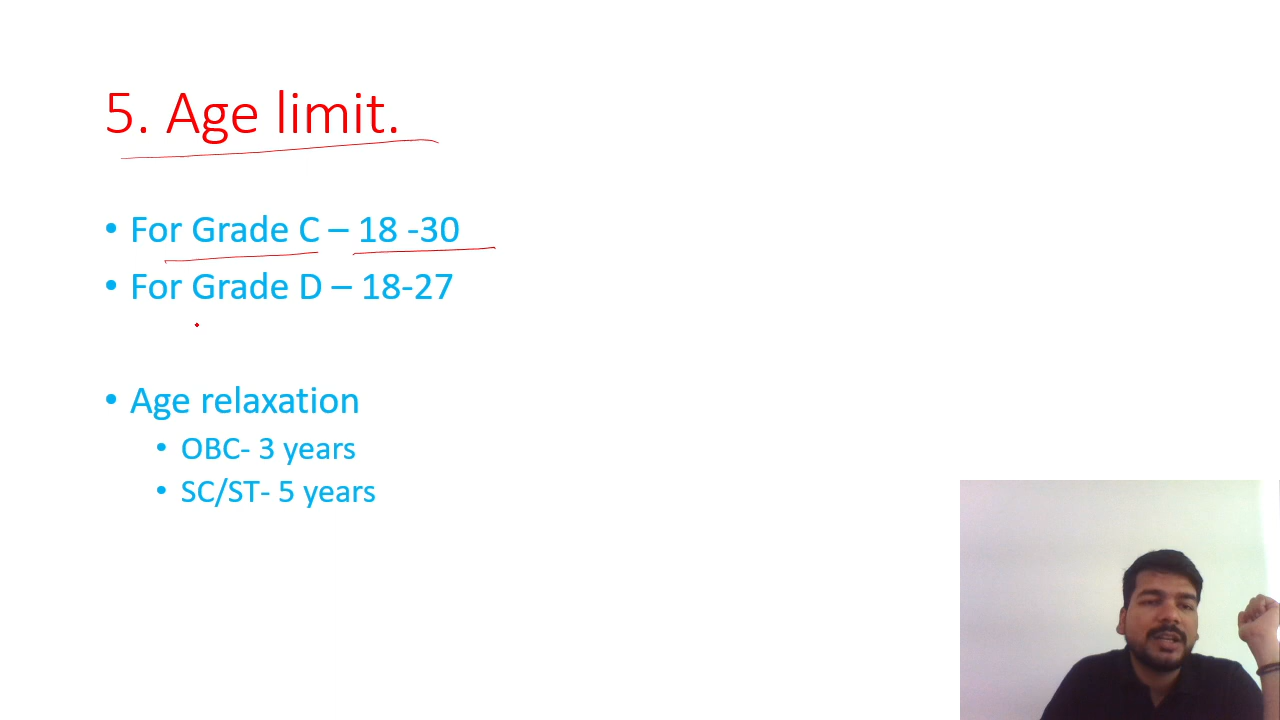 5. Age limit.
• For Grade C – 18 -30
• For Grade D – 18-27
• Age relaxation
• OBC- 3 years
• SC/ST- 5 years